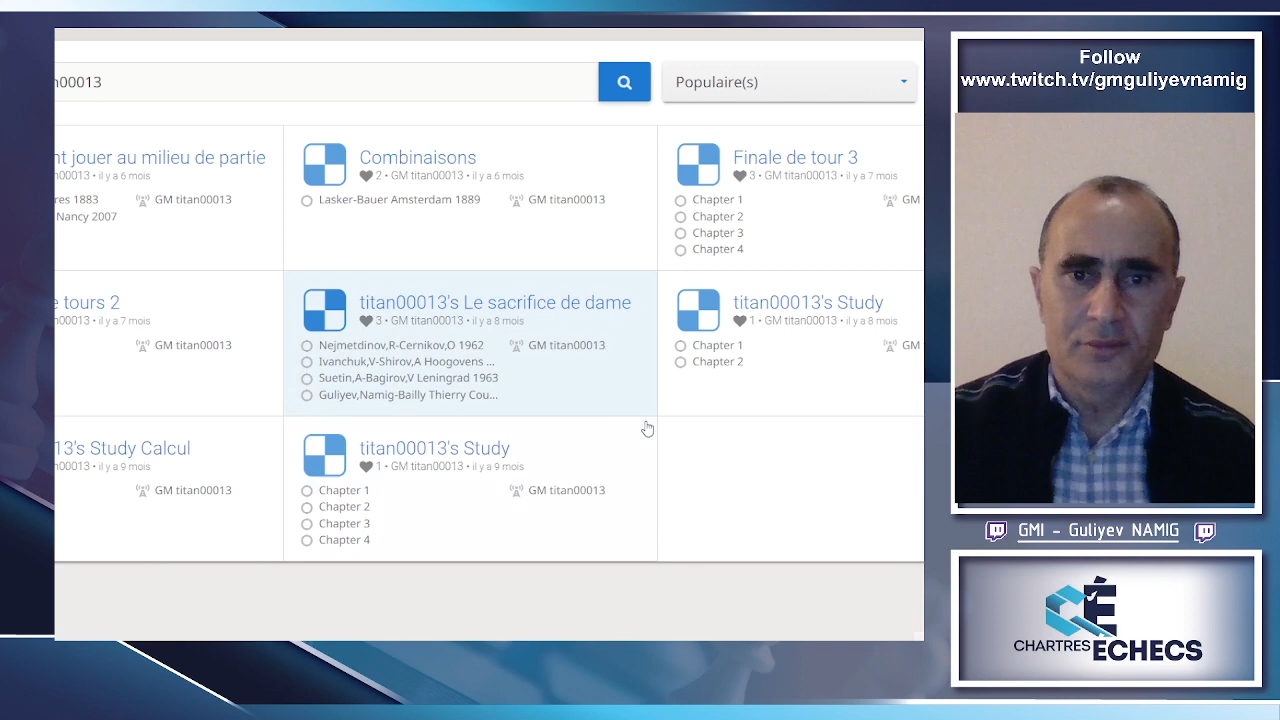 Follow
www.twitch.tv/gmguliyevnamig
n00013
Populaire(s)
nt jouer au milieu de partie
n00013 • il y a 6 mois
res 1883
GM titan00013
Nancy 2007
Combinaisons
2 • GM titan00013 • il y a 6 mois
Lasker-Bauer Amsterdam 1889
GM titan00013
Finale de tour 3
3 • GM titan00013 • il y a 7 mois
Chapter 1
GM
Chapter 2
Chapter 3
Chapter 4
e tours 2
n00013 • il y a 7 mois
GM titan00013
titan00013's Le sacrifice de dame
3 • GM titan00013 • il y a 8 mois
Nejmetdinov,R-Cernikov,O 1962
GM titan00013
Ivanchuk,V-Shirov,A Hoogovens ...
Suetin,A-Bagirov,V Leningrad 1963
Guliyev,Namig-Bailly Thierry Cou...
titan00013's Study
1 • GM titan00013 • il y a 8 mois
Chapter 1
GM
Chapter 2
13's Study Calcul
n00013 • il y a 9 mois
GM titan00013
titan00013's Study
1 • GM titan00013 • il y a 9 mois
Chapter 1
GM titan00013
Chapter 2
Chapter 3
Chapter 4
GMI - Guliyev NAMIG
CÉ
CHARTRES ÉCHECS